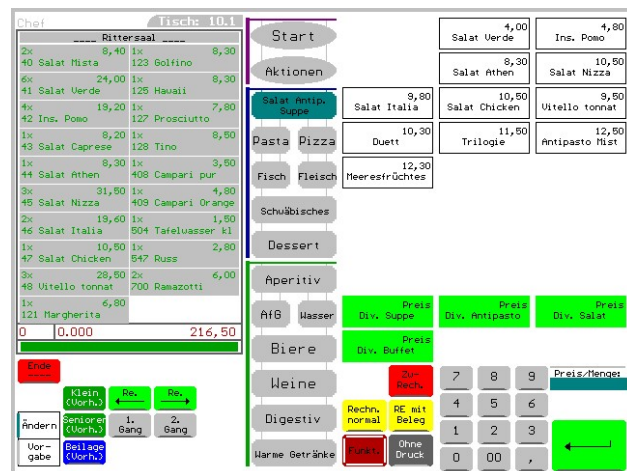 Chef Tisch: 10.1
____ Rittersaal ____
2x 8,40 1x 8,30
40 Salat Mista 123 Golfino
6x 24,00 1x 8,30
41 Salat Verde 125 Hawaii
4x 19,20 1x 7,80
42 Ins. Pomo 127 Prosciutto
1x 8,20 1x 8,50
43 Salat Caprese 128 Tino
1x 8,30 1x 3,50
44 Salat Athen 408 Campari pur
3x 31,50 1x 4,80
45 Salat Nizza 409 Campari Orange
2x 19,60 1x 1,50
46 Salat Italia 504 Tafelwasser kl
1x 10,50 1x 2,80
47 Salat Chicken 547 Russ
3x 28,50 2x 6,00
48 Vitello tonnat 700 Ramazotti
1x 6,80
121 Margherita
0 0.000 216,50
Ende
----
Klein
(Vorh.)
Re.
Re.
Ändern
Seniorer
(Vorh.)
1.
Gang
2.
Gang
Vor-
gabe
Beilage
(Vorh.)
Start
Aktionen
Salat Antip.
Suppe
Pasta
Pizza
Fisch
Fleisch
Schwäbisches
Dessert
Aperitiv
AfG
Wasser
Biere
Weine
Digestiv
Warme Getränke
4,00
Salat Verde
4,80
Ins. Pomo
8,30
Salat Athen
10,50
Salat Nizza
9,80
Salat Italia
10,50
Salat Chicken
9,50
Vitello tonnat
10,30
Duett
11,50
Trilogie
12,50
Antipasto Mist
12,30
Meeresfrüchtes
Preis
Div. Suppe
Preis
Div. Antipasto
Preis
Div. Salat
Preis
Div. Buffet
Zu-
Rech.
Rechn.
normal
RE mit
Beleg
Funkt.
Ohne
Druck
7 8 9
4 5 6
1 2 3
0 00 ,
Preis/Menge: